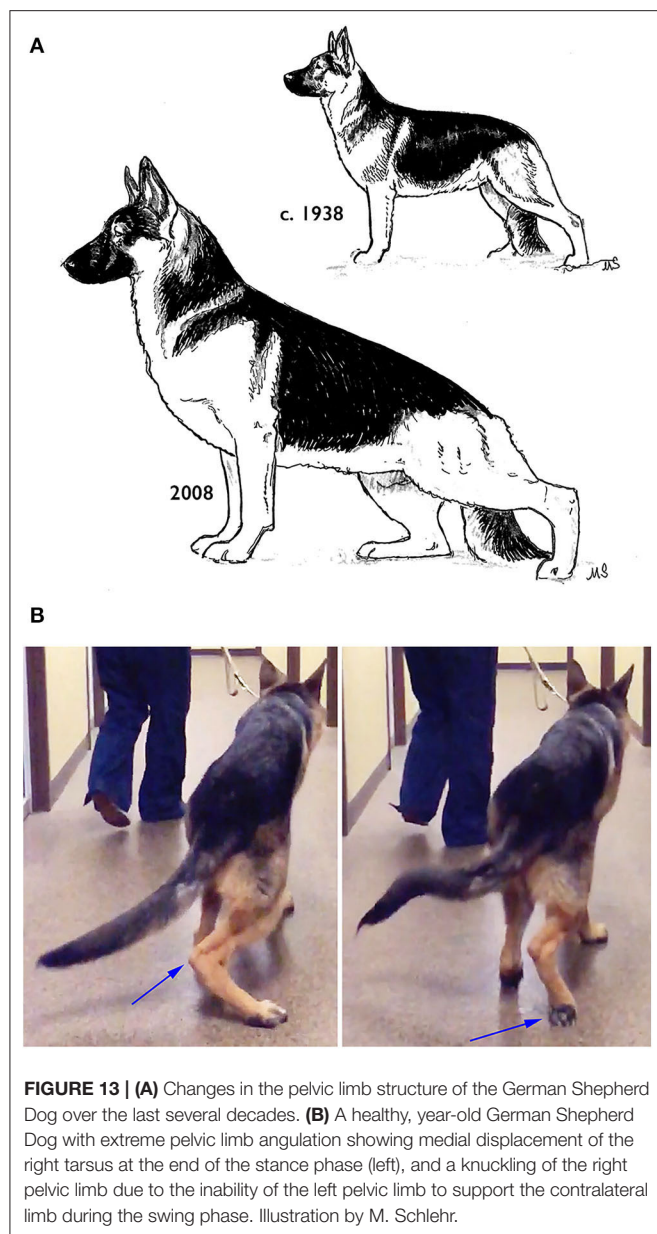 A
c. 1938
MS
2008
MS
B
FIGURE 13 | (A) Changes in the pelvic limb structure of the German Shepherd
Dog over the last several decades. (B) A healthy, year-old German Shepherd
Dog with extreme pelvic limb angulation showing medial displacement of the
right tarsus at the end of the stance phase (left), and a knuckling of the right
pelvic limb due to the inability of the left pelvic limb to support the contralateral
limb during the swing phase. Illustration by M. Schlehr.